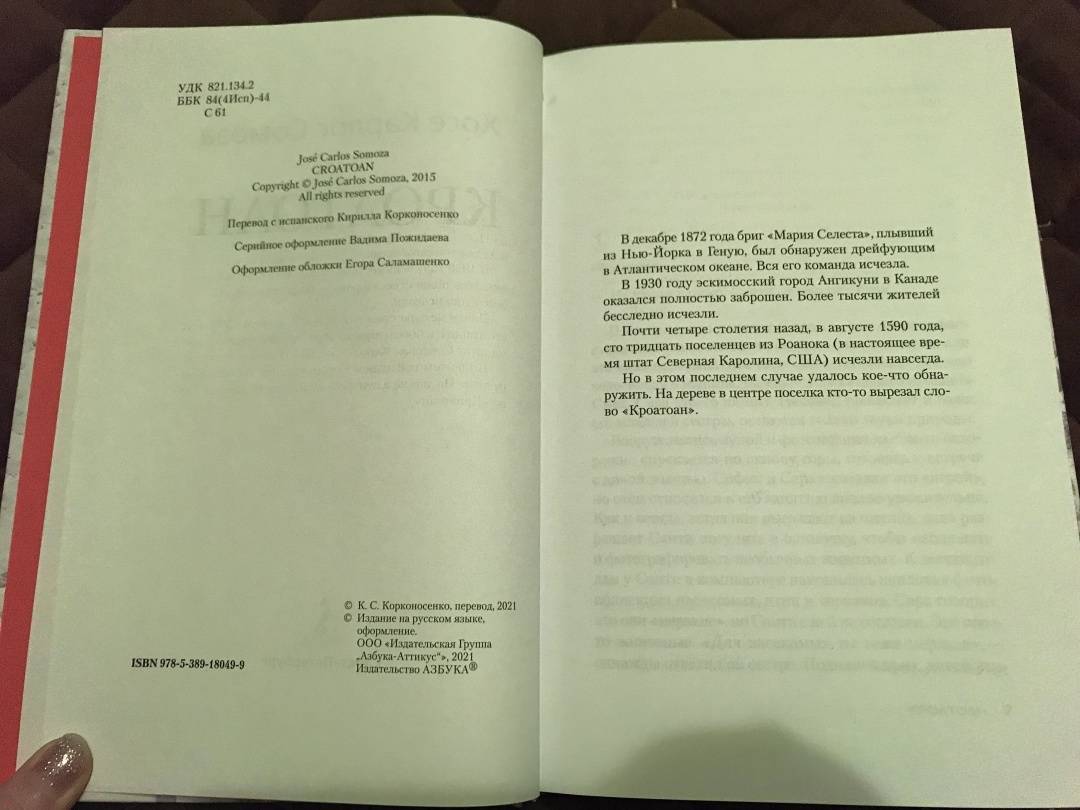 УДК 821.134.2
ББК 84(4Исп)-44
С 61
José Carlos Somoza
CROATOAN
Copyright © José Carlos Somoza, 2015
All rights reserved
Перевод с испанского Кирилла Корконосенко
Серийное оформление Вадима Пожидаева
Оформление обложки Егора Саламашенко
© К. С. Корконосенко, перевод, 2021
© Издание на русском языке,
оформление.
ООО «Издательская Группа
„Азбука-Аттикус“», 2021
Издательство АЗБУКА®
ISBN 978-5-389-18049-9
В декабре 1872 года бриг «Мария Селеста», плывший
из Нью-Йорка в Геную, был обнаружен дрейфующим
в Атлантическом океане. Вся его команда исчезла.
В 1930 году эскимосский город Ангикуни в Канаде
оказался полностью заброшен. Более тысячи жителей
бесследно исчезли.
Почти четыре столетия назад, в августе 1590 года,
сто тридцать поселенцев из Роанока (в настоящее вре-
мя штат Северная Каролина, США) исчезли навсегда.
Но в этом последнем случае удалось кое-что обна-
ружить. На дереве в центре поселка кто-то вырезал сло-
во «Кроатоан».